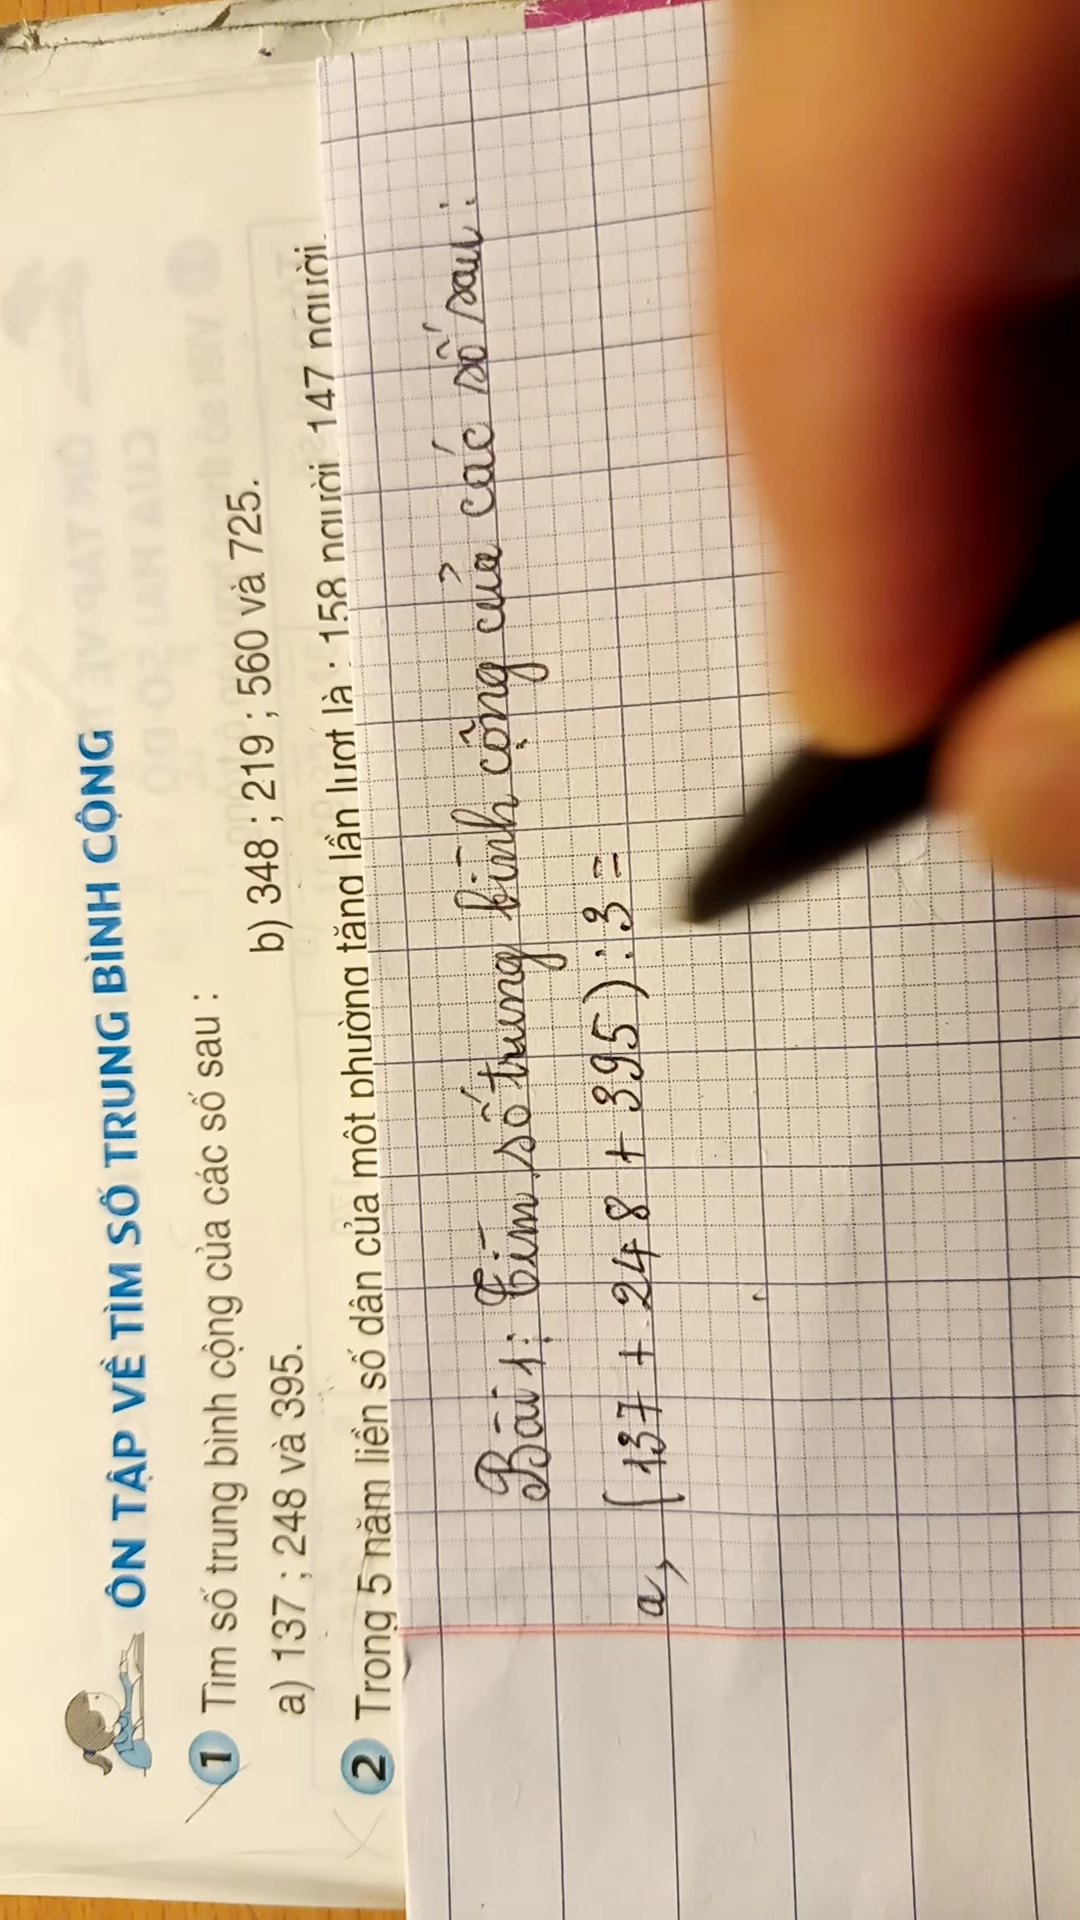 ÔN TẬP VỀ TÌM SỐ TRUNG BÌNH CỘNG
1 Tìm số trung bình cộng của các số sau :
a) 137 ; 248 và 395. b) 348 ; 219 ; 560 và 725.
2 Trong 5 năm liền số dân của một phường tăng lần lượt là : 158 người, 147 người,
Bài 1: Tìm số trung bình cộng của các số sau :
a, (137 + 248 + 395) : 3 =